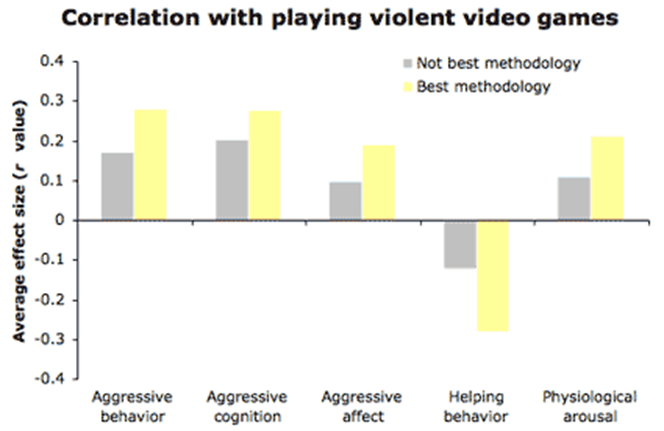 Correlation with playing violent video games
Not best methodology
Best methodology
Average effect size (r value)
0.4
0.3
0.2
0.1
0
-0.1
-0.2
-0.3
-0.4
Aggressive
behavior
Aggressive
cognition
Aggressive
affect
Helping
behavior
Physiological
arousal